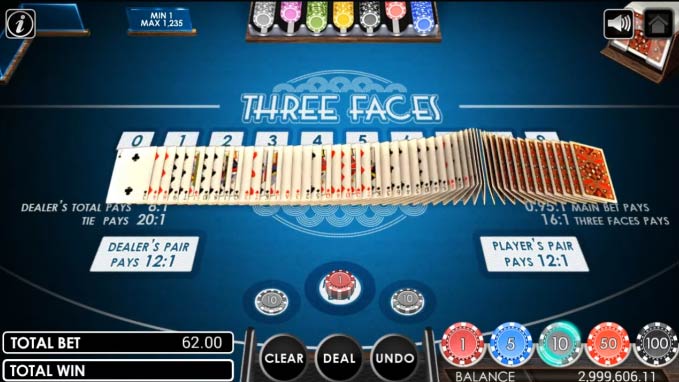 i
MIN 1
MAX 1,235
THREE FACES
0 1 2 3 4 5 6
DEALER'S TOTAL PAYS 8:1
TIE PAYS 20:1
0.95:1 MAIN BET PAYS
16:1 THREE FACES PAYS
DEALER'S PAIR
PAYS 12:1
PLAYER'S PAIR
PAYS 12:1
10
1
10
TOTAL BET 62.00
TOTAL WIN
CLEAR
DEAL
UNDO
1
5
10
50
100
BALANCE 2,999,606.11